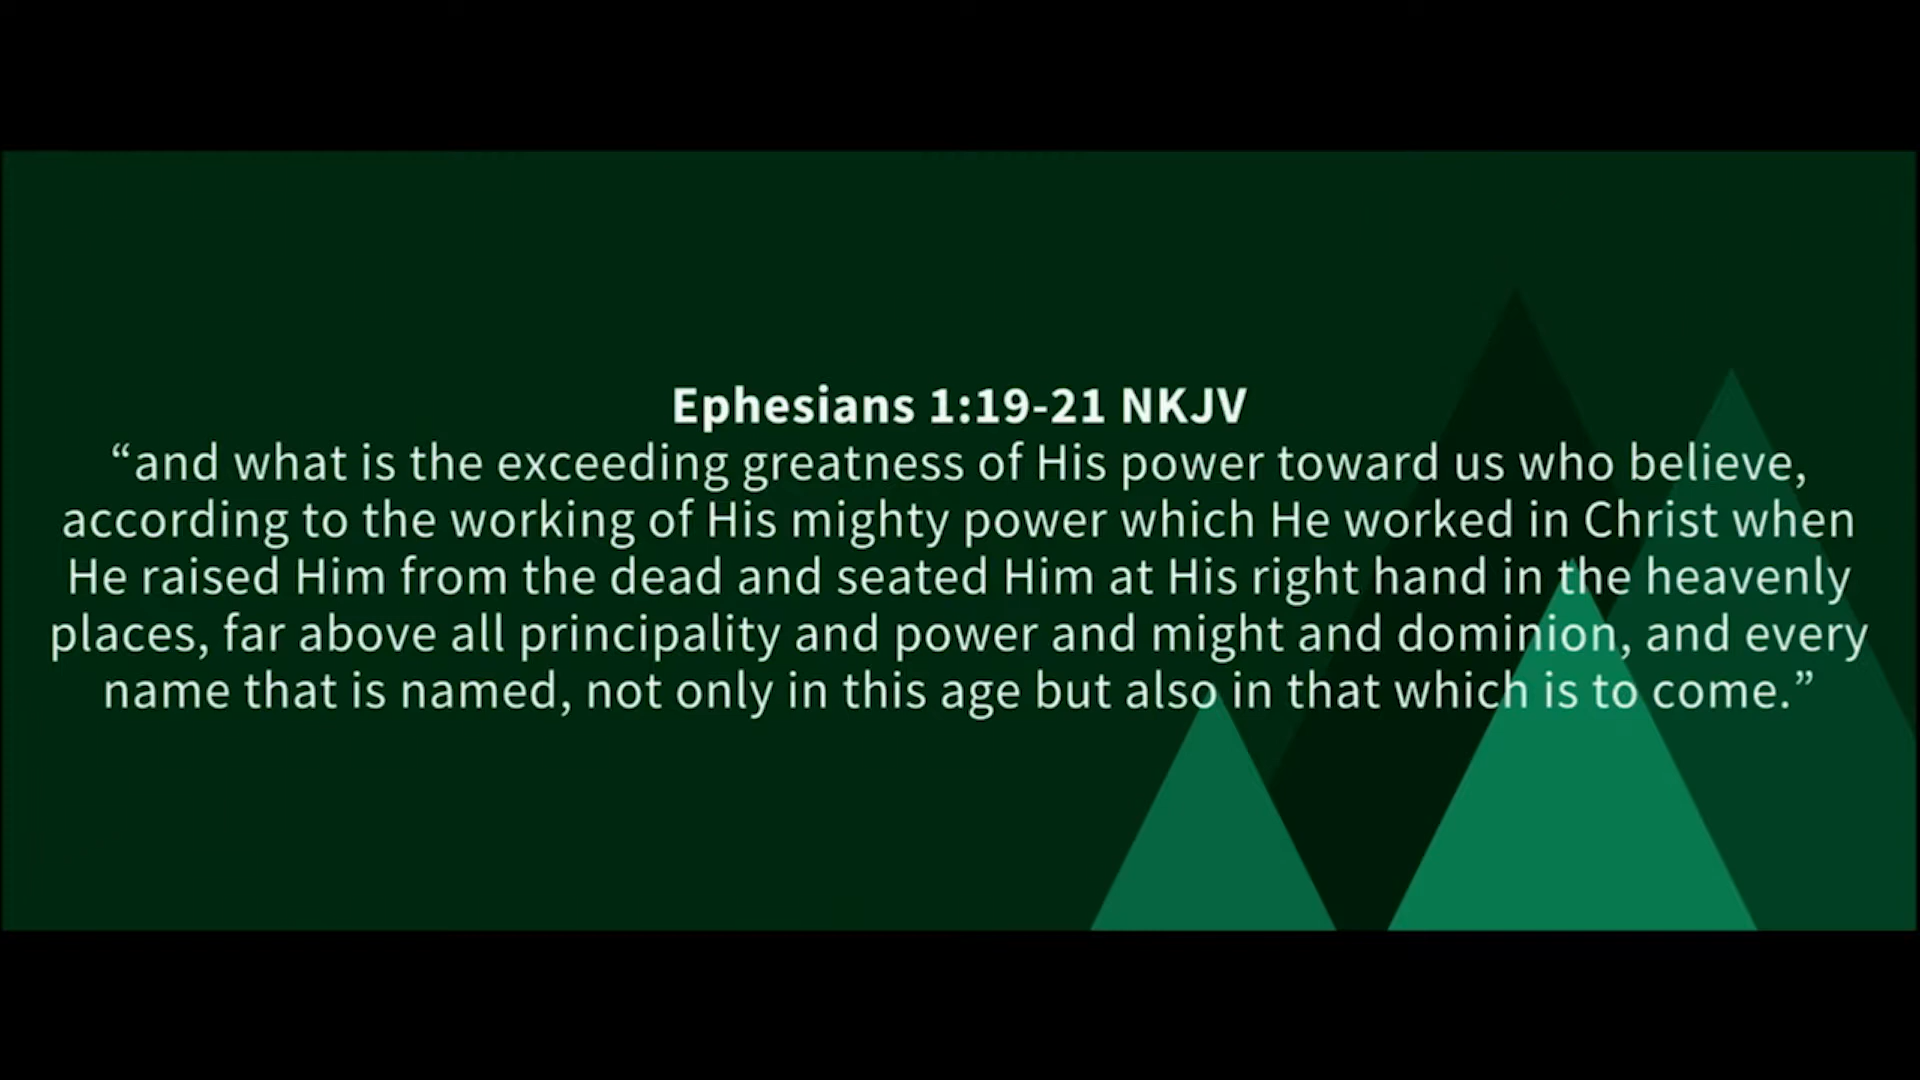 Ephesians 1:19-21 NKJV
“and what is the exceeding greatness of His power toward us who believe,
according to the working of His mighty power which He worked in Christ when
He raised Him from the dead and seated Him at His right hand in the heavenly
places, far above all principality and power and might and dominion, and every
name that is named, not only in this age but also in that which is to come.”